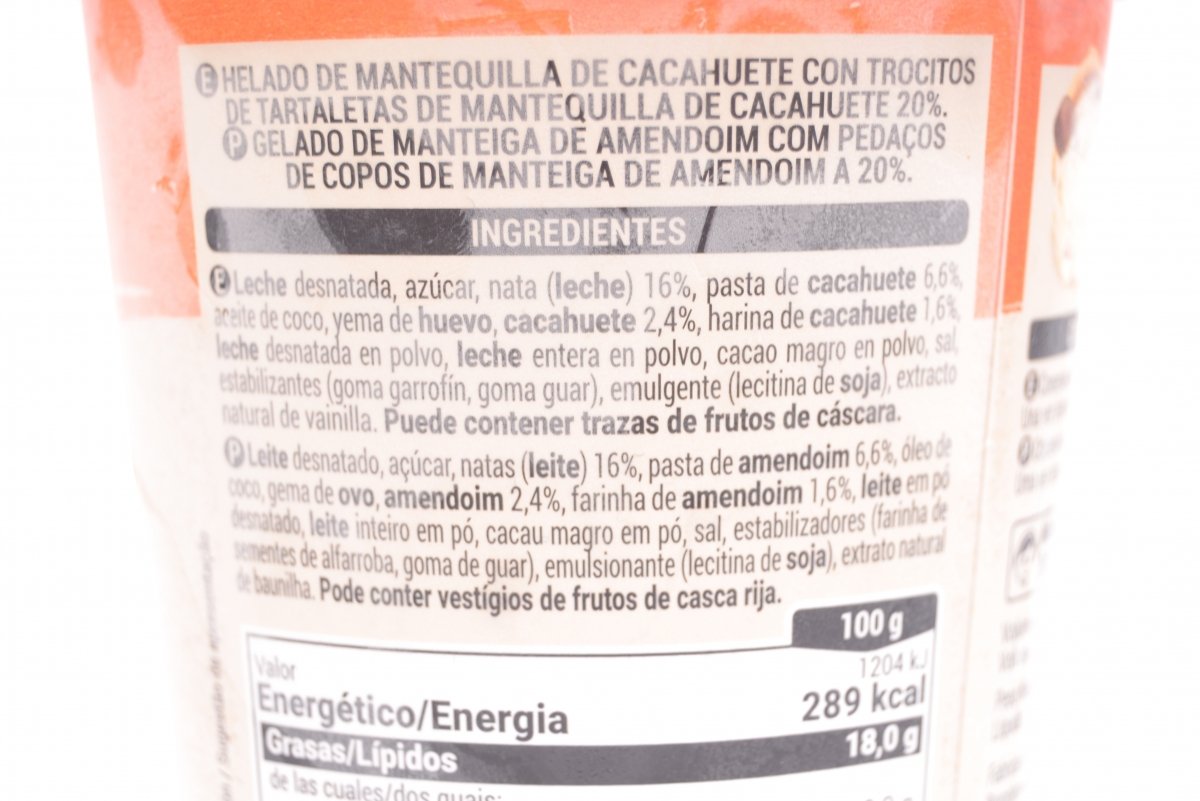 E HELADO DE MANTEQUILLA DE CACAHUETE CON TROCITOS
DE TARTALETAS DE MANTEQUILLA DE CACAHUETE 20%.
P GELADO DE MANTEIGA DE AMENDOIM COM PEDAÇOS
DE COPOS DE MANTEIGA DE AMENDOIM A 20%.
INGREDIENTES
E Leche desnatada, azúcar, nata (leche) 16%, pasta de cacahuete 6,6%,
aceite de coco, yema de huevo, cacahuete 2,4%, harina de cacahuete 1,6%,
leche desnatada en polvo, leche entera en polvo, cacao magro en polvo, sal,
estabilizantes (goma garrofín, goma guar), emulgente (lecitina de soja), extracto
natural de vainilla. Puede contener trazas de frutos de cáscara.
P Leite desnatado, açúcar, natas (leite) 16%, pasta de amendoim 6,6%, óleo de
coco, gema de ovo, amendoim 2,4%, farinha de amendoim 1,6%, leite em pó
desnatado, leite inteiro em pó, cacau magro em pó, sal, estabilizadores (farinha de
sementes de alfarroba, goma de guar), emulsionante (lecitina de soja), extrato natural
de baunilha. Pode conter vestígios de frutos de casca rija.
100 g
Valor
1204 kJ
Energético/Energia
289 kcal
Grasas/Lípidos
18,0 g
de las cuales/dos quais: